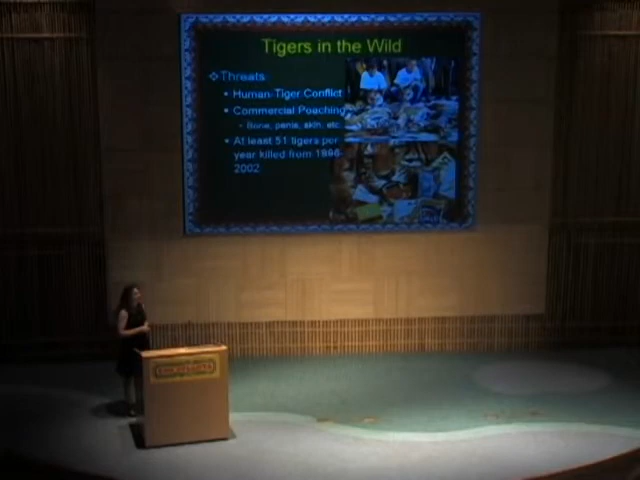 Tigers in the Wild
❖Threats:
• Human-Tiger Conflict
• Commercial Poaching
• Bone, penis, skin, etc.
• At least 51 tigers per
year killed from 1998-
2002